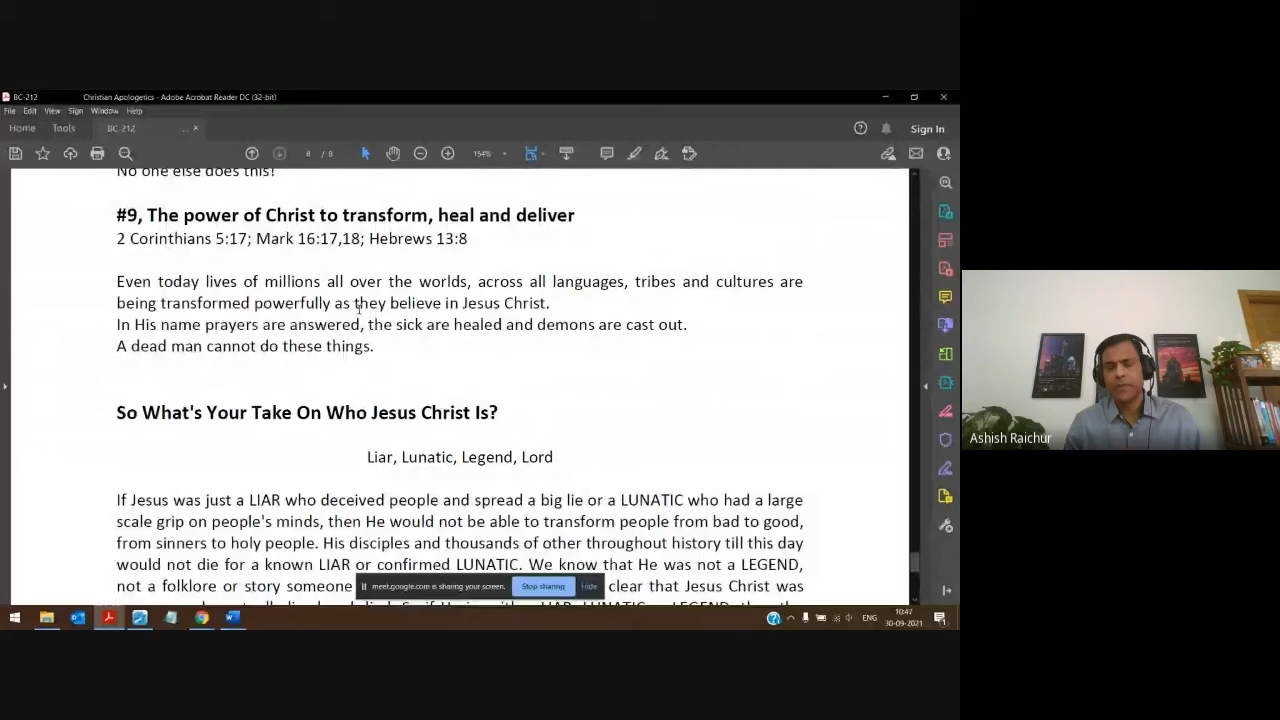 BC-212
Christian Apologetics - Adobe Acrobat Reader DC (32-bit)
File Edit View Sign Window Help
Home Tools BC-212 ... × Sign In
8 / 8 154%
No one else does this!
#9, The power of Christ to transform, heal and deliver
2 Corinthians 5:17; Mark 16:17,18; Hebrews 13:8
Even today lives of millions all over the worlds, across all languages, tribes and cultures are
being transformed powerfully as they believe in Jesus Christ.
In His name prayers are answered, the sick are healed and demons are cast out.
A dead man cannot do these things.
So What's Your Take On Who Jesus Christ Is?
Liar, Lunatic, Legend, Lord
If Jesus was just a LIAR who deceived people and spread a big lie or a LUNATIC who had a large
scale grip on people's minds, then He would not be able to transform people from bad to good,
from sinners to holy people. His disciples and thousands of other throughout history till this day
would not die for a known LIAR or confirmed LUNATIC. We know that He was not a LEGEND,
not a folklore or story someone clear that Jesus Christ was
meet.google.com is sharing your screen. Stop sharing Hide
ENG
10:47
30-09-2021
Ashish Raichur